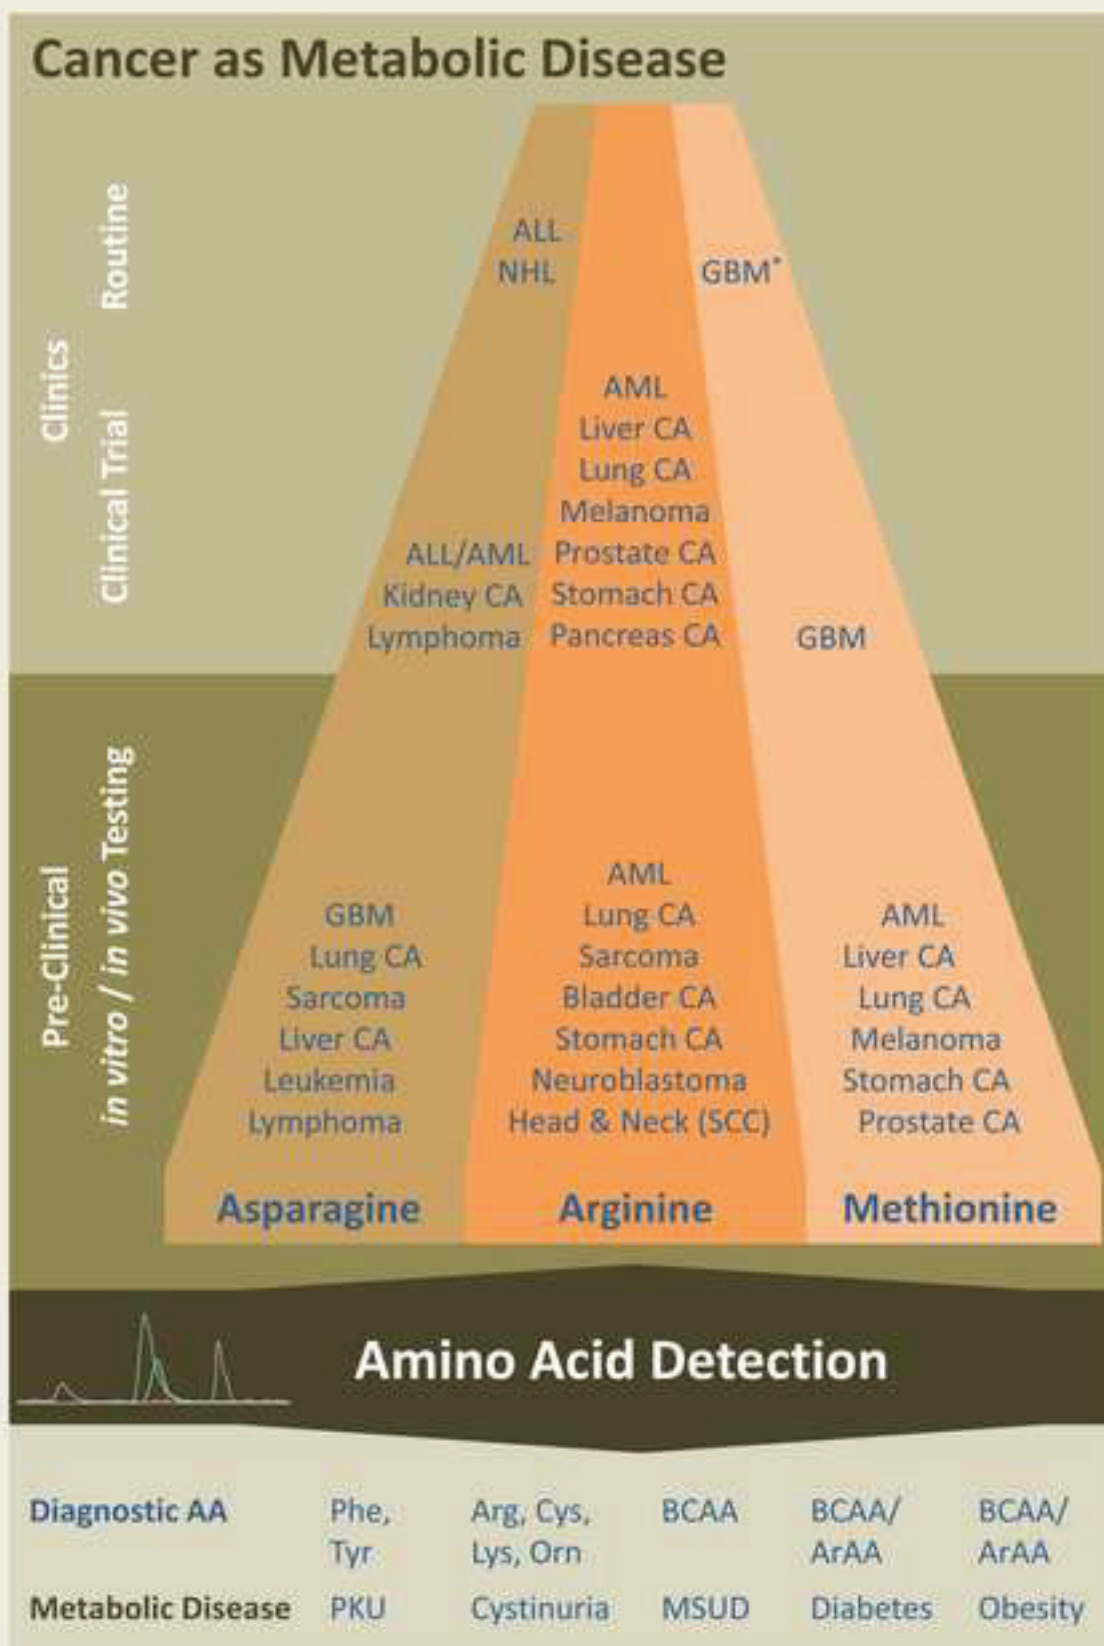 Cancer as Metabolic Disease
Clinics
Routine
ALL
NHL
GBM*
Clinical Trial
ALL/AML
Kidney CA
Lymphoma
AML
Liver CA
Lung CA
Melanoma
Prostate CA
Stomach CA
Pancreas CA
GBM
Pre-Clinical
in vitro / in vivo Testing
GBM
Lung CA
Sarcoma
Liver CA
Leukemia
Lymphoma
Asparagine
AML
Lung CA
Sarcoma
Bladder CA
Stomach CA
Neuroblastoma
Head & Neck (SCC)
Arginine
AML
Liver CA
Lung CA
Melanoma
Stomach CA
Prostate CA
Methionine
Amino Acid Detection
Diagnostic AA
Phe,
Tyr
Arg, Cys,
Lys, Orn
BCAA
BCAA/
ArAA
BCAA/
ArAA
Metabolic Disease
PKU
Cystinuria
MSUD
Diabetes
Obesity